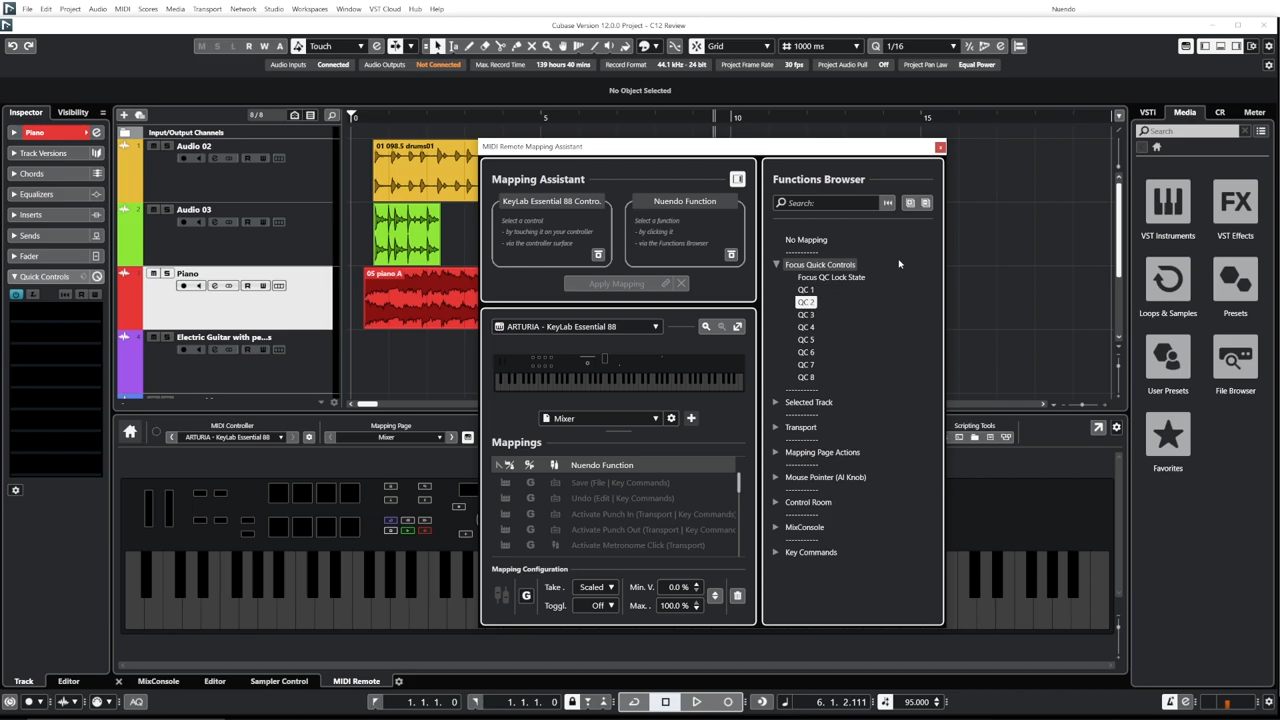 File Edit Project Audio MIDI Scores Media Transport Network Studio Workspaces Window VST Cloud Hub Help Nuendo
Cubase Version 12.0.0 Project - C12 Review
M S L R W A Touch Grid 1000 ms Q 1/16
Audio Inputs Connected Audio Outputs Not Connected Max. Record Time 139 hours 40 mins Record Format 44.1 kHz - 24 bit Project Frame Rate 30 fps Project Audio Pull Off Project Pan Law Equal Power
No Object Selected
Inspector Visibility
8/8
0 5 10 15
VSTi Media CR Meter
Piano
Input/Output Channels
Search
Track Versions
Chords
Equalizers
Inserts
Sends
Fader
Quick Controls
1 Audio 02
M S
R W
01 098.5 drums01
2 Audio 03
M S
R W
Piano
M S
R W
05 piano A
4 Electric Guitar with pe...s
M S
R W
MIDI Remote Mapping Assistant
Mapping Assistant
KeyLab Essential 88 Contro.
Select a control
- by touching it on your controller
- via the controller surface
Nuendo Function
Select a function
- by clicking it
- via the Functions Browser
Apply Mapping
ARTURIA - KeyLab Essential 88
Mixer
Mappings
Nuendo Function
Save (File | Key Commands)
Undo (Edit | Key Commands)
Activate Punch In (Transport | Key Command
Activate Punch Out (Transport | Key Commanc
Activate Metronome Click (Transport)
Mapping Configuration
G
Take . Scaled Min. V. 0.0 %
Toggl. Off Max . 100.0 %
Functions Browser
Search:
No Mapping
-----------
Focus Quick Controls
Focus QC Lock State
QC 1
QC 2
QC 3
QC 4
QC 5
QC 6
QC 7
QC 8
-----------
Selected Track
-----------
Transport
-----------
Mapping Page Actions
-----------
Mouse Pointer (AI Knob)
-----------
Control Room
-----------
MixConsole
-----------
Key Commands
VST Instruments
VST Effects
Loops & Samples
Presets
User Presets
File Browser
Favorites
MIDI Controller
ARTURIA - KeyLab Essential 88
Mapping Page
Mixer
Scripting Tools
Track Editor MixConsole Editor Sampler Control MIDI Remote
AQ 1. 1. 1. 0 1. 1. 1. 0 6. 1. 2.111 95.000